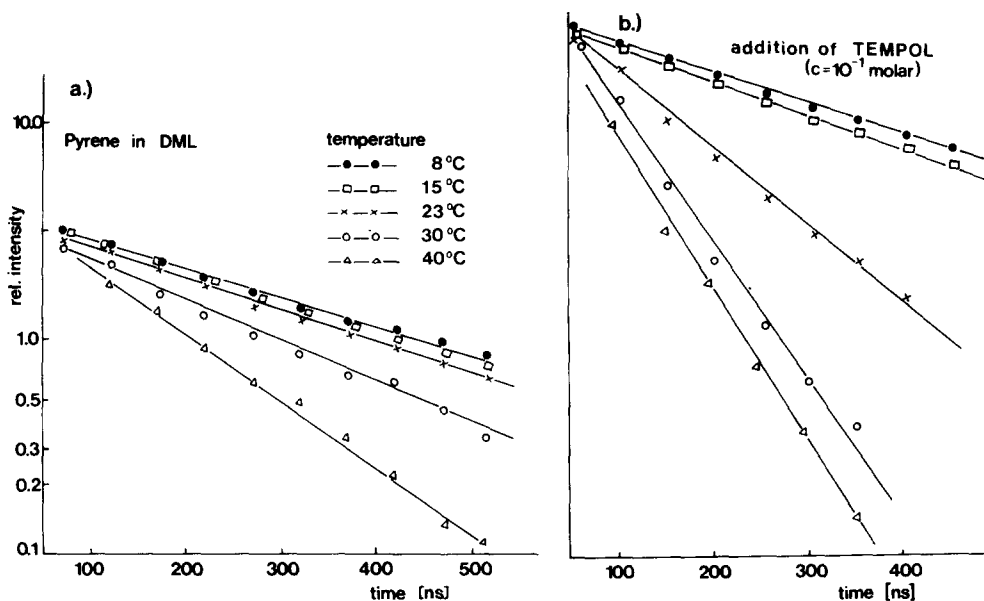 a.)
Pyrene in DML
temperature
8 °C
15 °C
23 °C
30 °C
40 °C
rel. intensity
10.0
1.0
0.5
0.3
0.2
0.1
100
200
300
400
500
time [ns]
b.)
addition of TEMPOL
(c=10⁻¹ molar)
100
200
300
400
time [ns]